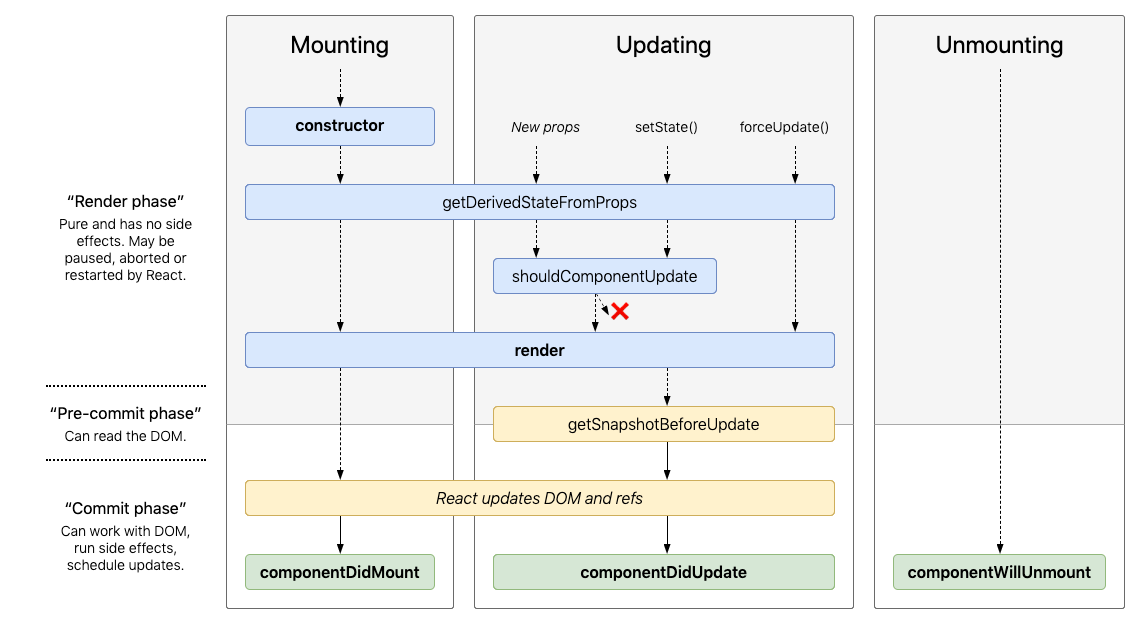 Mounting
Updating
Unmounting
constructor
New props
setState()
forceUpdate()
“Render phase”
Pure and has no side
effects. May be
paused, aborted or
restarted by React.
getDerivedStateFromProps
shouldComponentUpdate
render
“Pre-commit phase”
Can read the DOM.
getSnapshotBeforeUpdate
“Commit phase”
Can work with DOM,
run side effects,
schedule updates.
React updates DOM and refs
componentDidMount
componentDidUpdate
componentWillUnmount